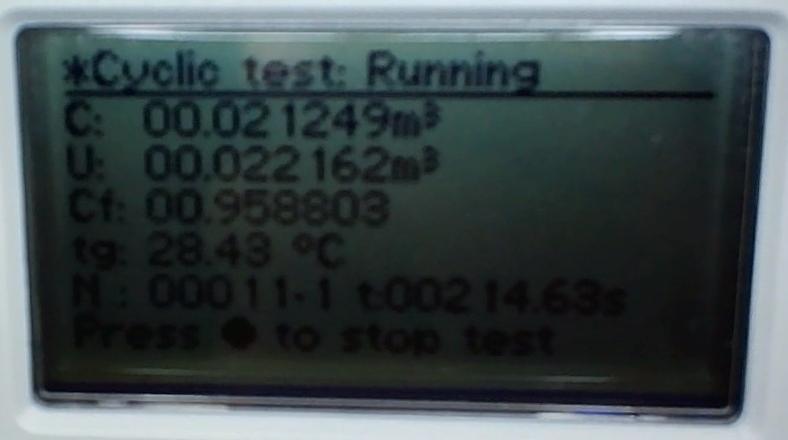 *Cyclic test: Running
C: 00.021249m³
U: 00.022162m³
Cf: 00.958803
tg: 28.43 °C
N : 00011-1 t:00214.63s
Press ● to stop test